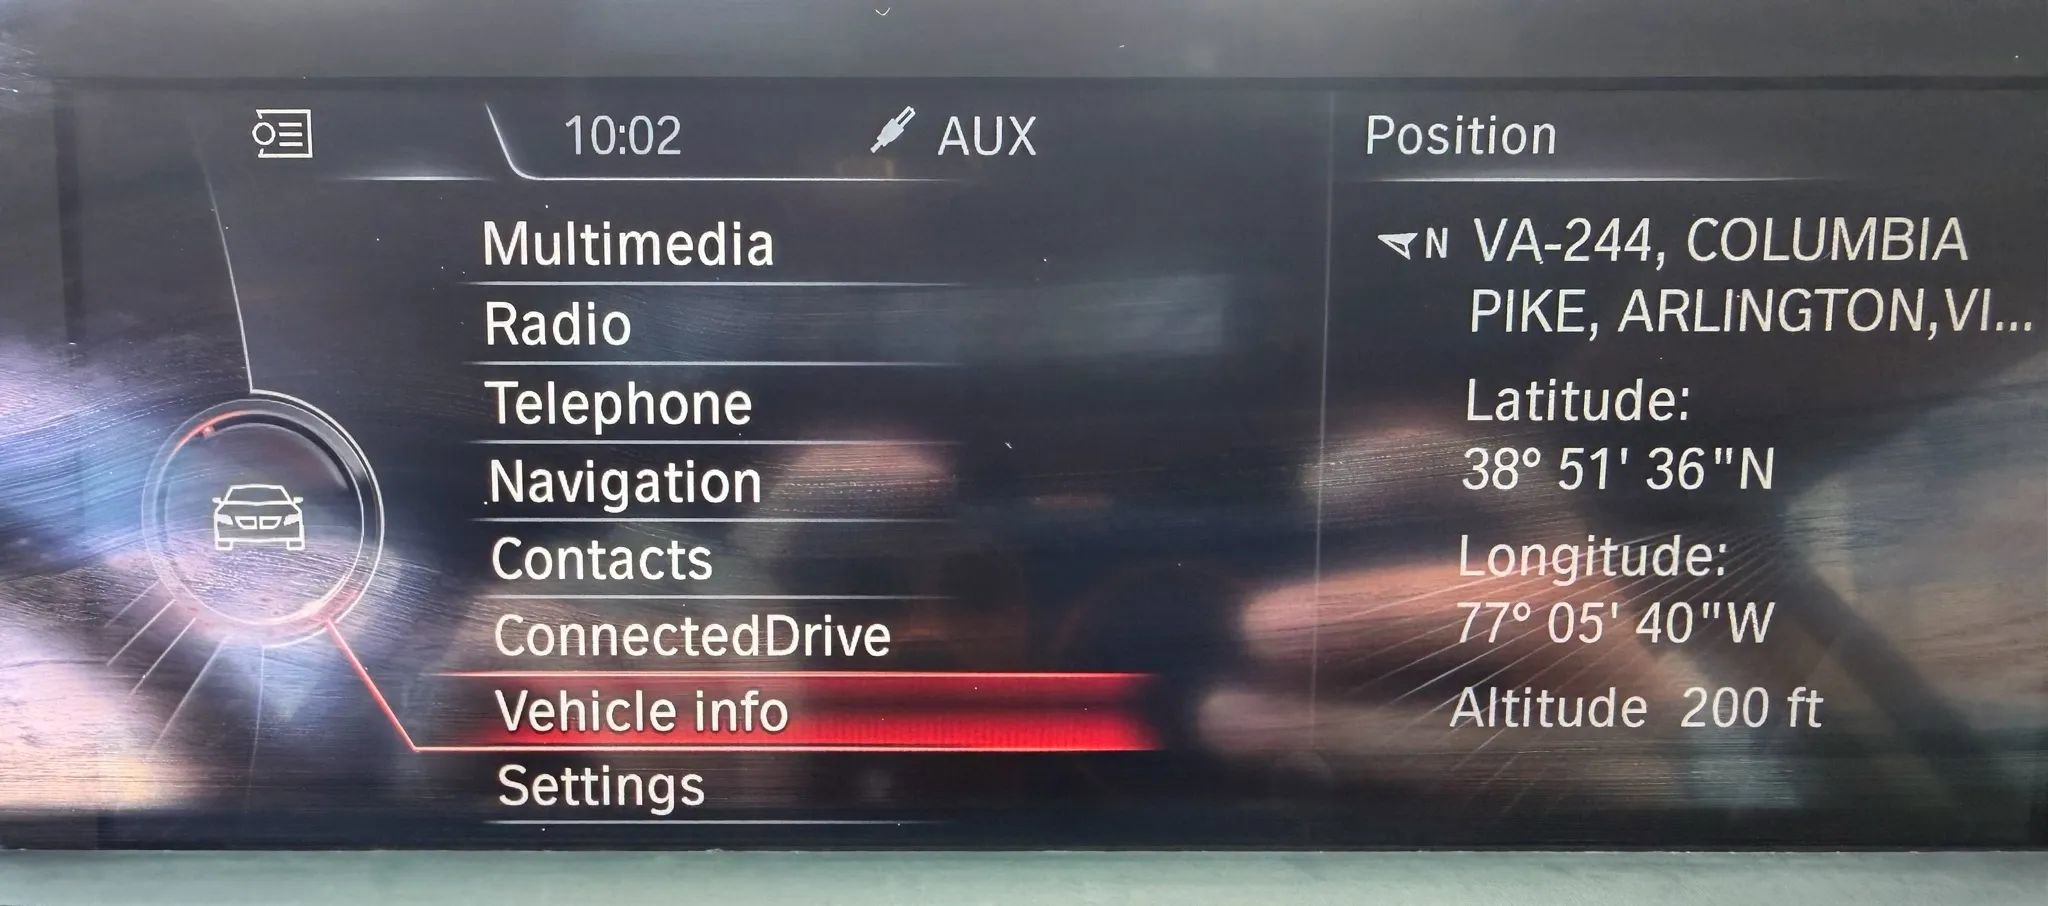 10:02 AUX
Multimedia
Radio
Telephone
Navigation
Contacts
ConnectedDrive
Vehicle info
Settings
Position
N VA-244, COLUMBIA
PIKE, ARLINGTON,VI...
Latitude:
38° 51' 36"N
Longitude:
77° 05' 40"W
Altitude 200 ft